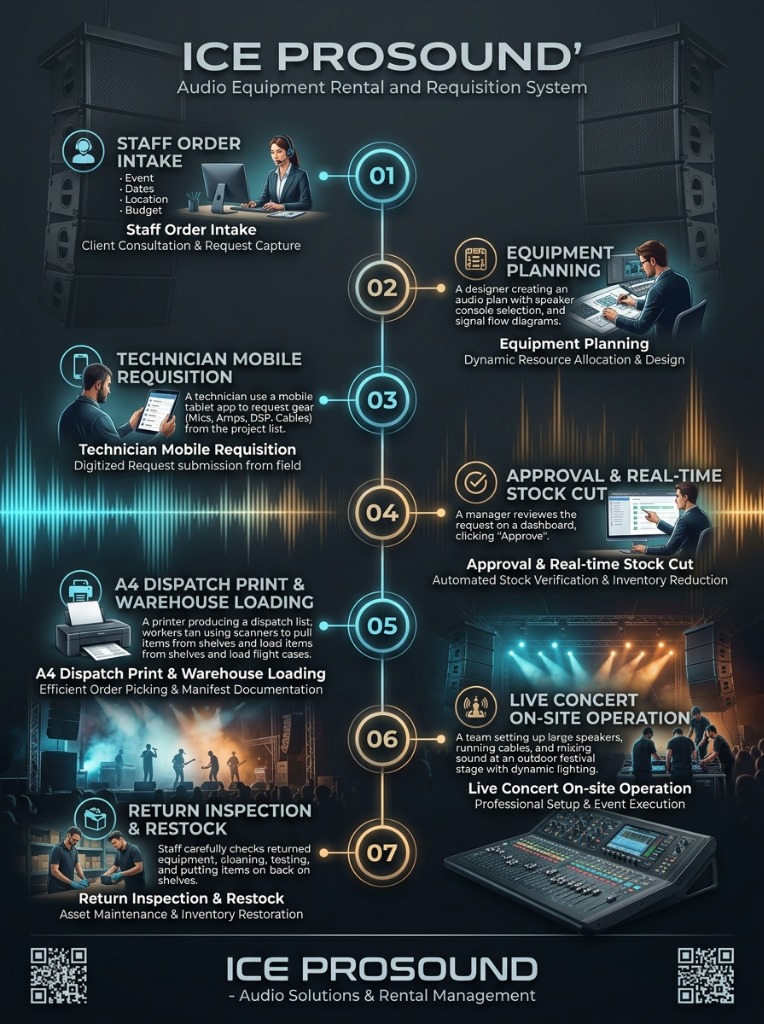 ICE PROSOUND’
Audio Equipment Rental and Requisition System
STAFF ORDER
INTAKE
· Event
· Dates
· Location
· Budget
Staff Order Intake
Client Consultation & Request Capture
01
02
EQUIPMENT
PLANNING
A designer creating an
audio plan with speaker
console selection, and
signal flow diagrams.
Equipment Planning
Dynamic Resource Allocation & Design
TECHNICIAN MOBILE
REQUISITION
A technician use a mobile
tablet app to request gear
(Mics, Amps, DSP. Cables)
from the project list.
Technician Mobile Requisition
Digitized Request submission from field
03
04
APPROVAL & REAL-TIME
STOCK CUT
A manager reviewes the
request on a dashboard,
clicking "Approve".
Approval & Real-time Stock Cut
Automated Stock Verification & Inventory Reduction
A4 DISPATCH PRINT &
WAREHOUSE LOADING
A printer producing a dispatch list;
workers tan using scanners to pull
items from shelves and load items
from shelves and load flight cases.
A4 Dispatch Print & Warehouse Loading
Efficient Order Picking & Manifest Documentation
05
06
LIVE CONCERT
ON-SITE OPERATION
A team setting up large speakers,
running cables, and mixing
sound at an outdoor festival
stage with dynamic lighting.
Live Concert On-site Operation
Professional Setup & Event Execution
RETURN INSPECTION
& RESTOCK
Staff carefully checks returned
equipment, cloaning, testing,
and putting items on back on
shelves.
Return Inspection & Restock
Asset Maintenance & Inventory Restoration
07
ICE PROSOUND
- Audio Solutions & Rental Management